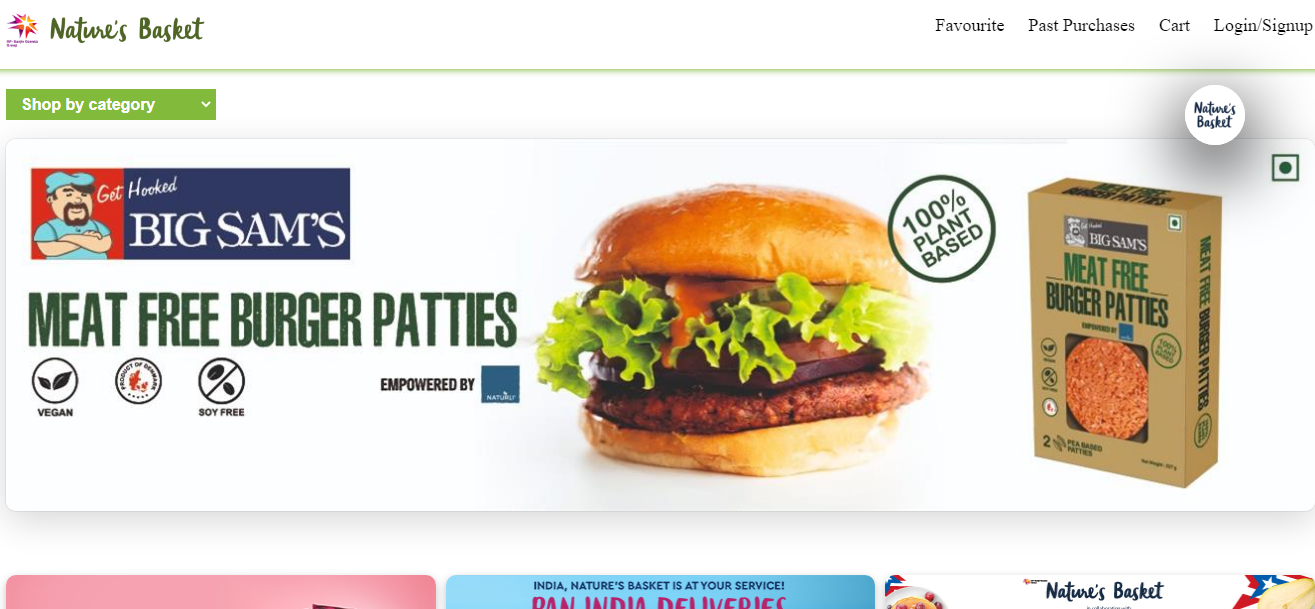 Nature's Basket
Favourite
Past Purchases
Cart
Login/Signup
Shop by category
Nature's
Basket
Get Hooked
BIG SAM'S
MEAT FREE BURGER PATTIES
VEGAN
PRODUCT OF DENMARK
SOY FREE
EMPOWERED BY
NATURLI'
100%
PLANT
BASED
Get Hooked
BIG SAM'S
MEAT FREE
BURGER PATTIES
EMPOWERED BY
100%
PLANT
BASED
2
PEA BASED
PATTIES
MEAT FREE BURGER PATTIES
INDIA, NATURE'S BASKET IS AT YOUR SERVICE!
PAN INDIA DELIVERIES
Nature's Basket
in collaboration with